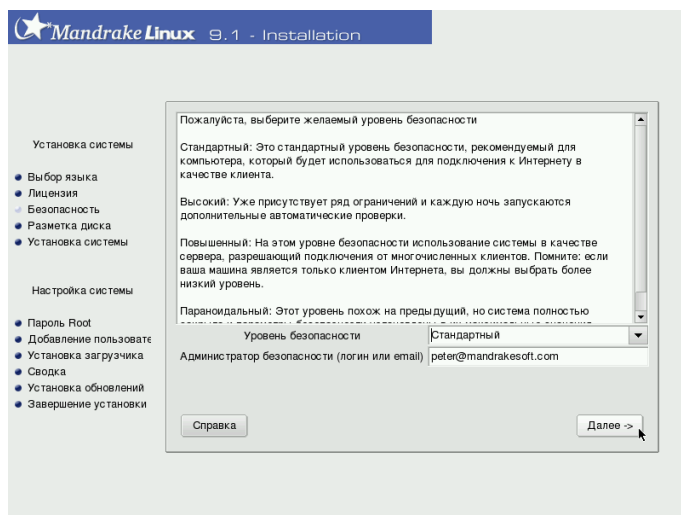 Mandrake Linux 9.1 - Installation
Установка системы
Выбор языка
Лицензия
Безопасность
Разметка диска
Установка системы
Настройка системы
Пароль Root
Добавление пользовате
Установка загрузчика
Сводка
Установка обновлений
Завершение установки
Пожалуйста, выберите желаемый уровень безопасности
Стандартный: Это стандартный уровень безопасности, рекомендуемый для
компьютера, который будет использоваться для подключения к Интернету в
качестве клиента.
Высокий: Уже присутствует ряд ограничений и каждую ночь запускаются
дополнительные автоматические проверки.
Повышенный: На этом уровне безопасности использование системы в качестве
сервера, разрешающий подключения от многочисленных клиентов. Помните: если
ваша машина является только клиентом Интернета, вы должны выбрать более
низкий уровень.
Параноидальный: Этот уровень похож на предыдущий, но система полностью
Уровень безопасности
Стандартный
Администратор безопасности (логин или email)
peter@mandrakesoft.com
Справка
Далее ->